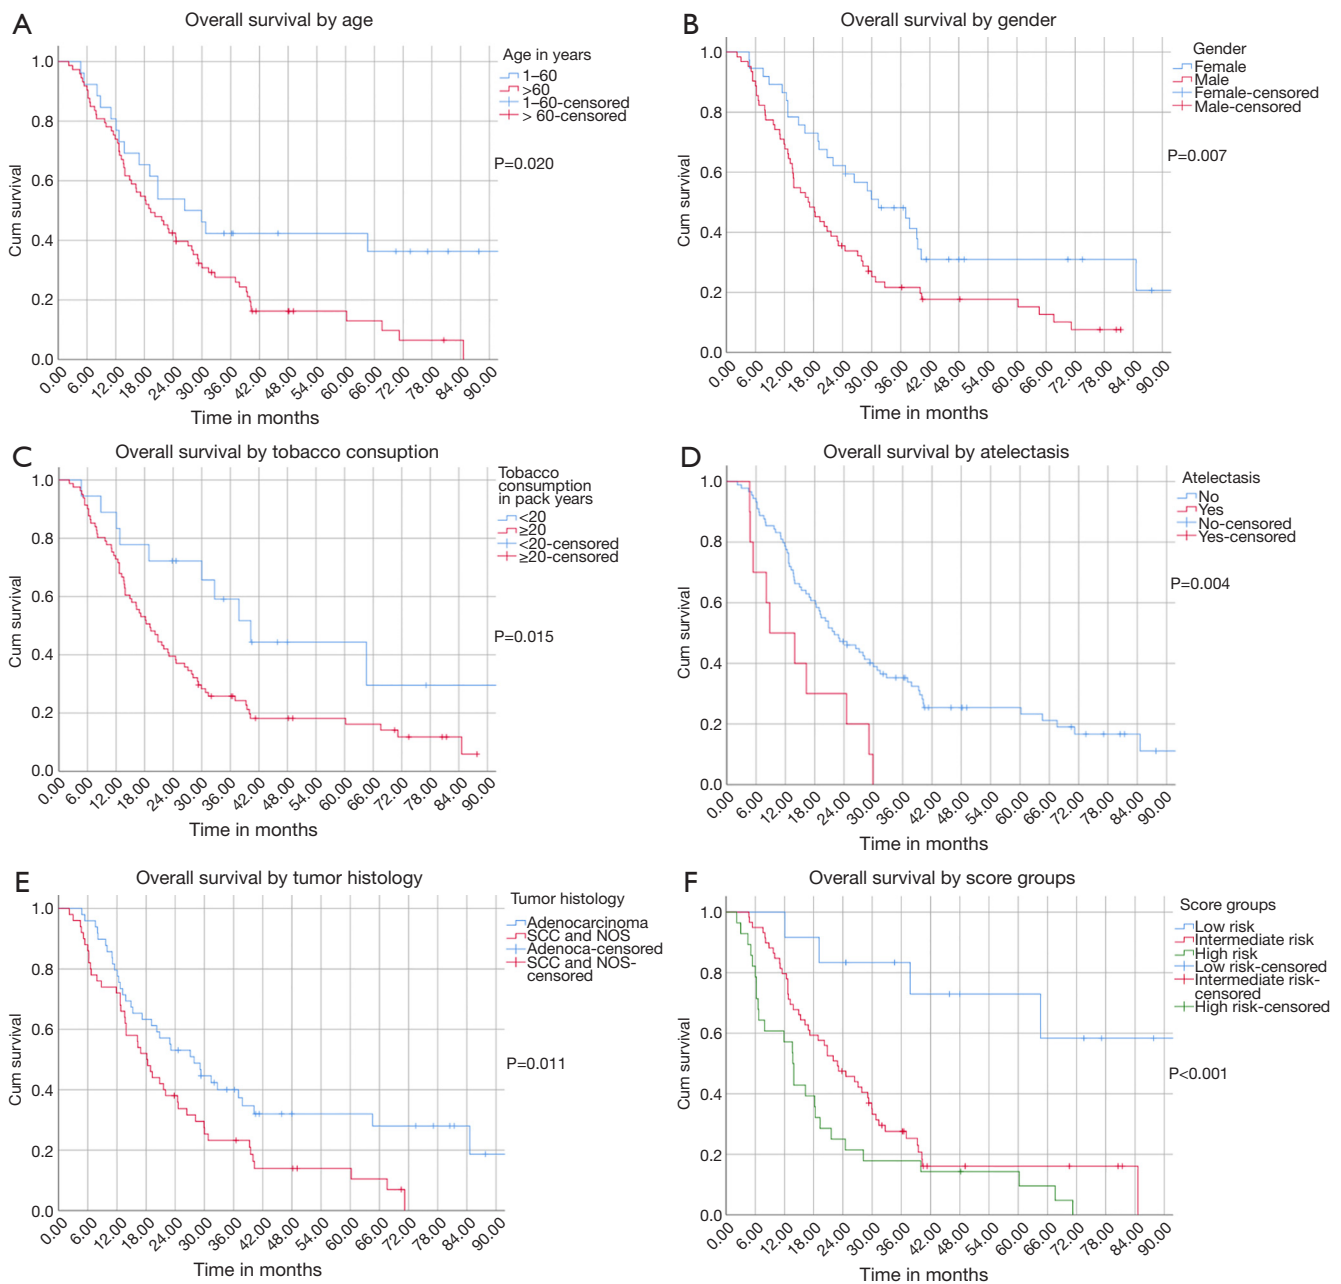 A
Overall survival by age
Age in years
1–60
>60
1–60-censored
> 60-censored
P=0.020
Cum survival
1.0
0.8
0.6
0.4
0.2
0.0
0.00 6.00 12.00 18.00 24.00 30.00 36.00 42.00 48.00 54.00 60.00 66.00 72.00 78.00 84.00 90.00
Time in months
B
Overall survival by gender
Gender
Female
Male
Female-censored
Male-censored
P=0.007
Cum survival
1.0
0.8
0.6
0.4
0.2
0.0
0.00 6.00 12.00 18.00 24.00 30.00 36.00 42.00 48.00 54.00 60.00 66.00 72.00 78.00 84.00 90.00
Time in months
C
Overall survival by tobacco consuption
Tobacco
consumption
in pack years
<20
≥20
<20-censored
≥20-censored
P=0.015
Cum survival
1.0
0.8
0.6
0.4
0.2
0.0
0.00 6.00 12.00 18.00 24.00 30.00 36.00 42.00 48.00 54.00 60.00 66.00 72.00 78.00 84.00 90.00
Time in months
D
Overall survival by atelectasis
Atelectasis
No
Yes
No-censored
Yes-censored
P=0.004
Cum survival
1.0
0.8
0.6
0.4
0.2
0.0
0.00 6.00 12.00 18.00 24.00 30.00 36.00 42.00 48.00 54.00 60.00 66.00 72.00 78.00 84.00 90.00
Time in months
E
Overall survival by tumor histology
Tumor histology
Adenocarcinoma
SCC and NOS
Adenoca-censored
SCC and NOS-
censored
P=0.011
Cum survival
1.0
0.8
0.6
0.4
0.2
0.0
0.00 6.00 12.00 18.00 24.00 30.00 36.00 42.00 48.00 54.00 60.00 66.00 72.00 78.00 84.00 90.00
Time in months
F
Overall survival by score groups
Score groups
Low risk
Intermediate risk
High risk
Low risk-censored
Intermediate risk-
censored
High risk-censored
P<0.001
Cum survival
1.0
0.8
0.6
0.4
0.2
0.0
0.00 6.00 12.00 18.00 24.00 30.00 36.00 42.00 48.00 54.00 60.00 66.00 72.00 78.00 84.00 90.00
Time in months